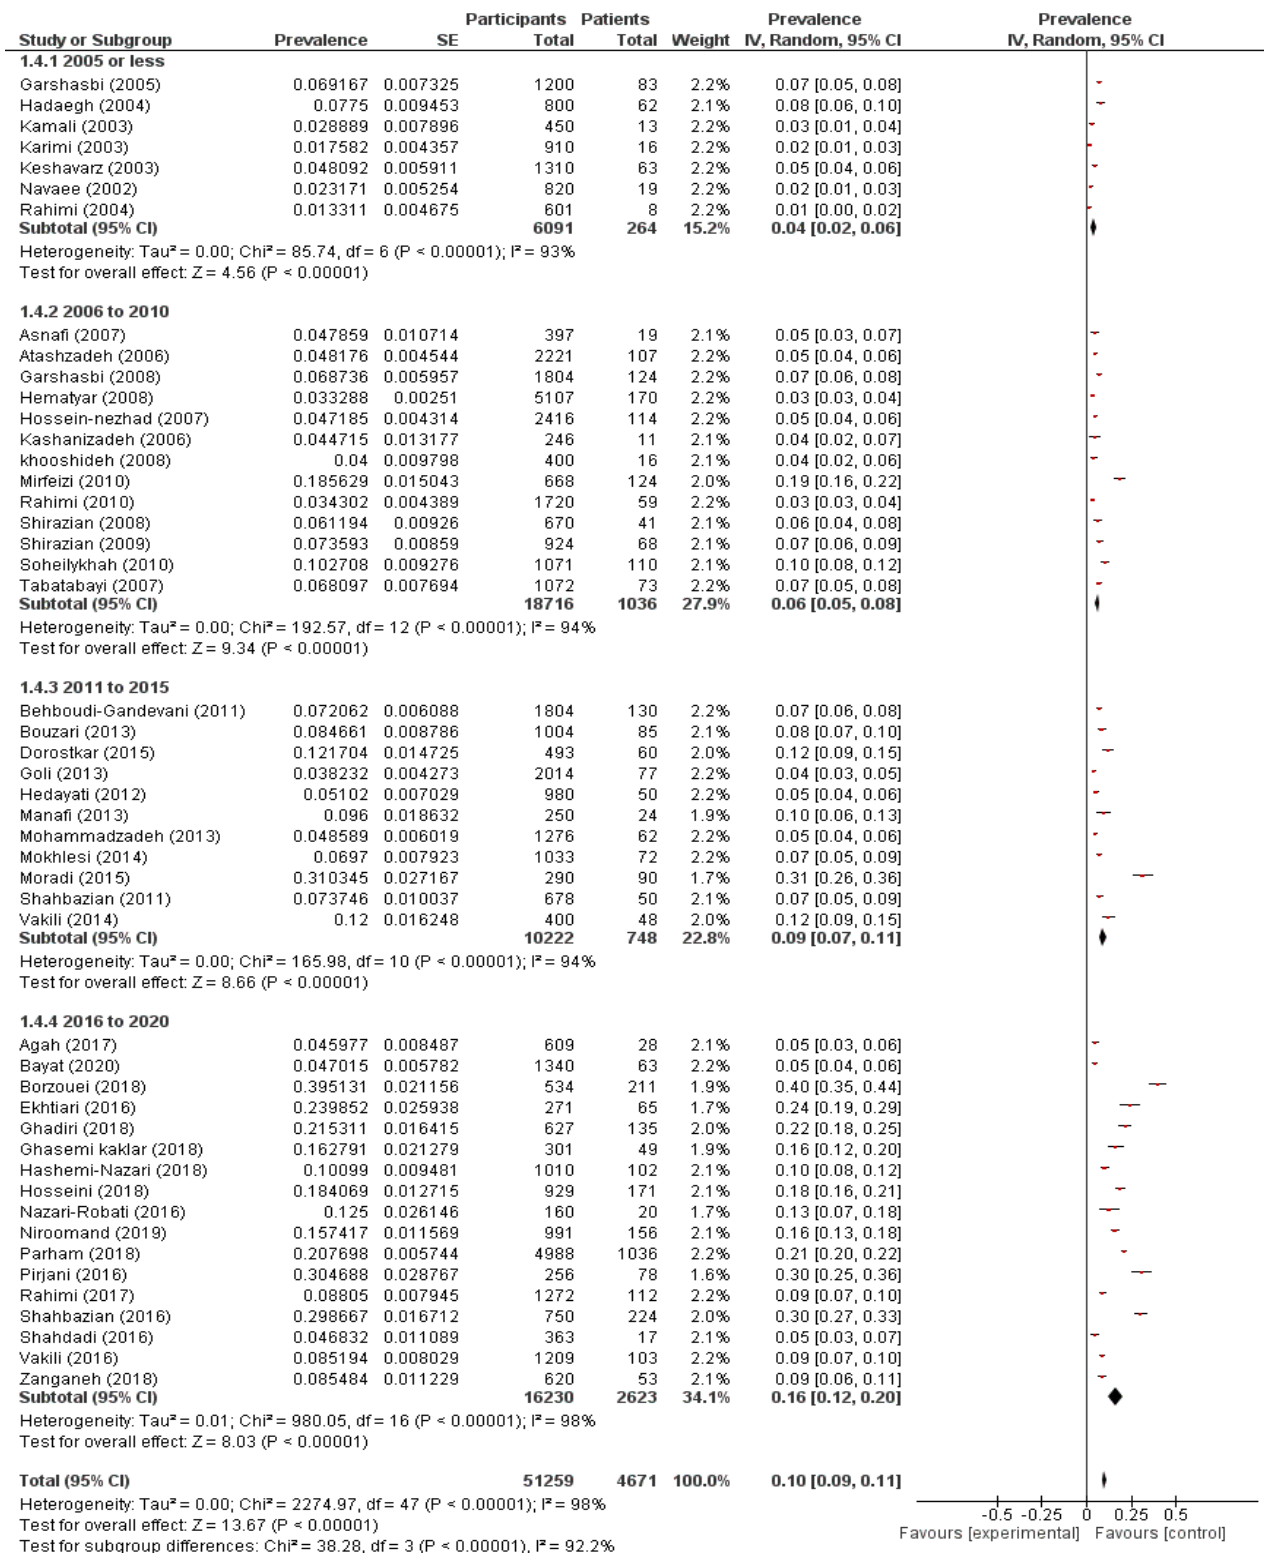 Participants Patients Prevalence Prevalence
Study or Subgroup Prevalence SE Total Total Weight IV, Random, 95% CI IV, Random, 95% CI
1.4.1 2005 or less
Garshasbi (2005) 0.069167 0.007325 1200 83 2.2% 0.07 [0.05, 0.08]
Hadaegh (2004) 0.0775 0.009453 800 62 2.1% 0.08 [0.06, 0.10]
Kamali (2003) 0.028889 0.007896 450 13 2.2% 0.03 [0.01, 0.04]
Karimi (2003) 0.017582 0.004357 910 16 2.2% 0.02 [0.01, 0.03]
Keshavarz (2003) 0.048092 0.005911 1310 63 2.2% 0.05 [0.04, 0.06]
Navaee (2002) 0.023171 0.005254 820 19 2.2% 0.02 [0.01, 0.03]
Rahimi (2004) 0.013311 0.004675 601 8 2.2% 0.01 [0.00, 0.02]
Subtotal (95% CI) 6091 264 15.2% 0.04 [0.02, 0.06]
Heterogeneity: Tau² = 0.00; Chi² = 85.74, df = 6 (P < 0.00001); I² = 93%
Test for overall effect: Z = 4.56 (P < 0.00001)
1.4.2 2006 to 2010
Asnafi (2007) 0.047859 0.010714 397 19 2.1% 0.05 [0.03, 0.07]
Atashzadeh (2006) 0.048176 0.004544 2221 107 2.2% 0.05 [0.04, 0.06]
Garshasbi (2008) 0.068736 0.005957 1804 124 2.2% 0.07 [0.06, 0.08]
Hematyar (2008) 0.033288 0.00251 5107 170 2.2% 0.03 [0.03, 0.04]
Hossein-nezhad (2007) 0.047185 0.004314 2416 114 2.2% 0.05 [0.04, 0.06]
Kashanizadeh (2006) 0.044715 0.013177 246 11 2.1% 0.04 [0.02, 0.07]
khooshideh (2008) 0.04 0.009798 400 16 2.1% 0.04 [0.02, 0.06]
Mirfeizi (2010) 0.185629 0.015043 668 124 2.0% 0.19 [0.16, 0.22]
Rahimi (2010) 0.034302 0.004389 1720 59 2.2% 0.03 [0.03, 0.04]
Shirazian (2008) 0.061194 0.00926 670 41 2.1% 0.06 [0.04, 0.08]
Shirazian (2009) 0.073593 0.00859 924 68 2.1% 0.07 [0.06, 0.09]
Soheilykhah (2010) 0.102708 0.009276 1071 110 2.1% 0.10 [0.08, 0.12]
Tabatabayi (2007) 0.068097 0.007694 1072 73 2.2% 0.07 [0.05, 0.08]
Subtotal (95% CI) 18716 1036 27.9% 0.06 [0.05, 0.08]
Heterogeneity: Tau² = 0.00; Chi² = 192.57, df = 12 (P < 0.00001); I² = 94%
Test for overall effect: Z = 9.34 (P < 0.00001)
1.4.3 2011 to 2015
Behboudi-Gandevani (2011) 0.072062 0.006088 1804 130 2.2% 0.07 [0.06, 0.08]
Bouzari (2013) 0.084661 0.008786 1004 85 2.1% 0.08 [0.07, 0.10]
Dorostkar (2015) 0.121704 0.014725 493 60 2.0% 0.12 [0.09, 0.15]
Goli (2013) 0.038232 0.004273 2014 77 2.2% 0.04 [0.03, 0.05]
Hedayati (2012) 0.05102 0.007029 980 50 2.2% 0.05 [0.04, 0.06]
Manafi (2013) 0.096 0.018632 250 24 1.9% 0.10 [0.06, 0.13]
Mohammadzadeh (2013) 0.048589 0.006019 1276 62 2.2% 0.05 [0.04, 0.06]
Mokhlesi (2014) 0.0697 0.007923 1033 72 2.2% 0.07 [0.05, 0.09]
Moradi (2015) 0.310345 0.027167 290 90 1.7% 0.31 [0.26, 0.36]
Shahbazian (2011) 0.073746 0.010037 678 50 2.1% 0.07 [0.05, 0.09]
Vakili (2014) 0.12 0.016248 400 48 2.0% 0.12 [0.09, 0.15]
Subtotal (95% CI) 10222 748 22.8% 0.09 [0.07, 0.11]
Heterogeneity: Tau² = 0.00; Chi² = 165.98, df = 10 (P < 0.00001); I² = 94%
Test for overall effect: Z = 8.66 (P < 0.00001)
1.4.4 2016 to 2020
Agah (2017) 0.045977 0.008487 609 28 2.1% 0.05 [0.03, 0.06]
Bayat (2020) 0.047015 0.005782 1340 63 2.2% 0.05 [0.04, 0.06]
Borzouei (2018) 0.395131 0.021156 534 211 1.9% 0.40 [0.35, 0.44]
Ekhtiari (2016) 0.239852 0.025938 271 65 1.7% 0.24 [0.19, 0.29]
Ghadiri (2018) 0.215311 0.016415 627 135 2.0% 0.22 [0.18, 0.25]
Ghasemi kaklar (2018) 0.162791 0.021279 301 49 1.9% 0.16 [0.12, 0.20]
Hashemi-Nazari (2018) 0.10099 0.009481 1010 102 2.1% 0.10 [0.08, 0.12]
Hosseini (2018) 0.184069 0.012715 929 171 2.1% 0.18 [0.16, 0.21]
Nazari-Robati (2016) 0.125 0.026146 160 20 1.7% 0.13 [0.07, 0.18]
Niroomand (2019) 0.157417 0.011569 991 156 2.1% 0.16 [0.13, 0.18]
Parham (2018) 0.207698 0.005744 4988 1036 2.2% 0.21 [0.20, 0.22]
Pirjani (2016) 0.304688 0.028767 256 78 1.6% 0.30 [0.25, 0.36]
Rahimi (2017) 0.08805 0.007945 1272 112 2.2% 0.09 [0.07, 0.10]
Shahbazian (2016) 0.298667 0.016712 750 224 2.0% 0.30 [0.27, 0.33]
Shahdadi (2016) 0.046832 0.011089 363 17 2.1% 0.05 [0.03, 0.07]
Vakili (2016) 0.085194 0.008029 1209 103 2.2% 0.09 [0.07, 0.10]
Zanganeh (2018) 0.085484 0.011229 620 53 2.1% 0.09 [0.06, 0.11]
Subtotal (95% CI) 16230 2623 34.1% 0.16 [0.12, 0.20]
Heterogeneity: Tau² = 0.01; Chi² = 980.05, df = 16 (P < 0.00001); I² = 98%
Test for overall effect: Z = 8.03 (P < 0.00001)
Total (95% CI) 51259 4671 100.0% 0.10 [0.09, 0.11]
Heterogeneity: Tau² = 0.00; Chi² = 2274.97, df = 47 (P < 0.00001); I² = 98%
Test for overall effect: Z = 13.67 (P < 0.00001)
Test for subgroup differences: Chi² = 38.28, df = 3 (P < 0.00001), I² = 92.2%
-0.5 -0.25 0 0.25 0.5
Favours [experimental] Favours [control]